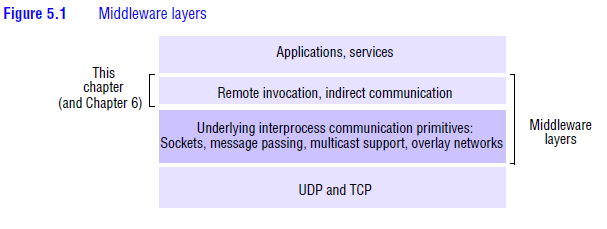 Figure 5.1 Middleware layers
Applications, services
This
chapter
(and Chapter 6)
Remote invocation, indirect communication
Underlying interprocess communication primitives:
Sockets, message passing, multicast support, overlay networks
Middleware
layers
UDP and TCP